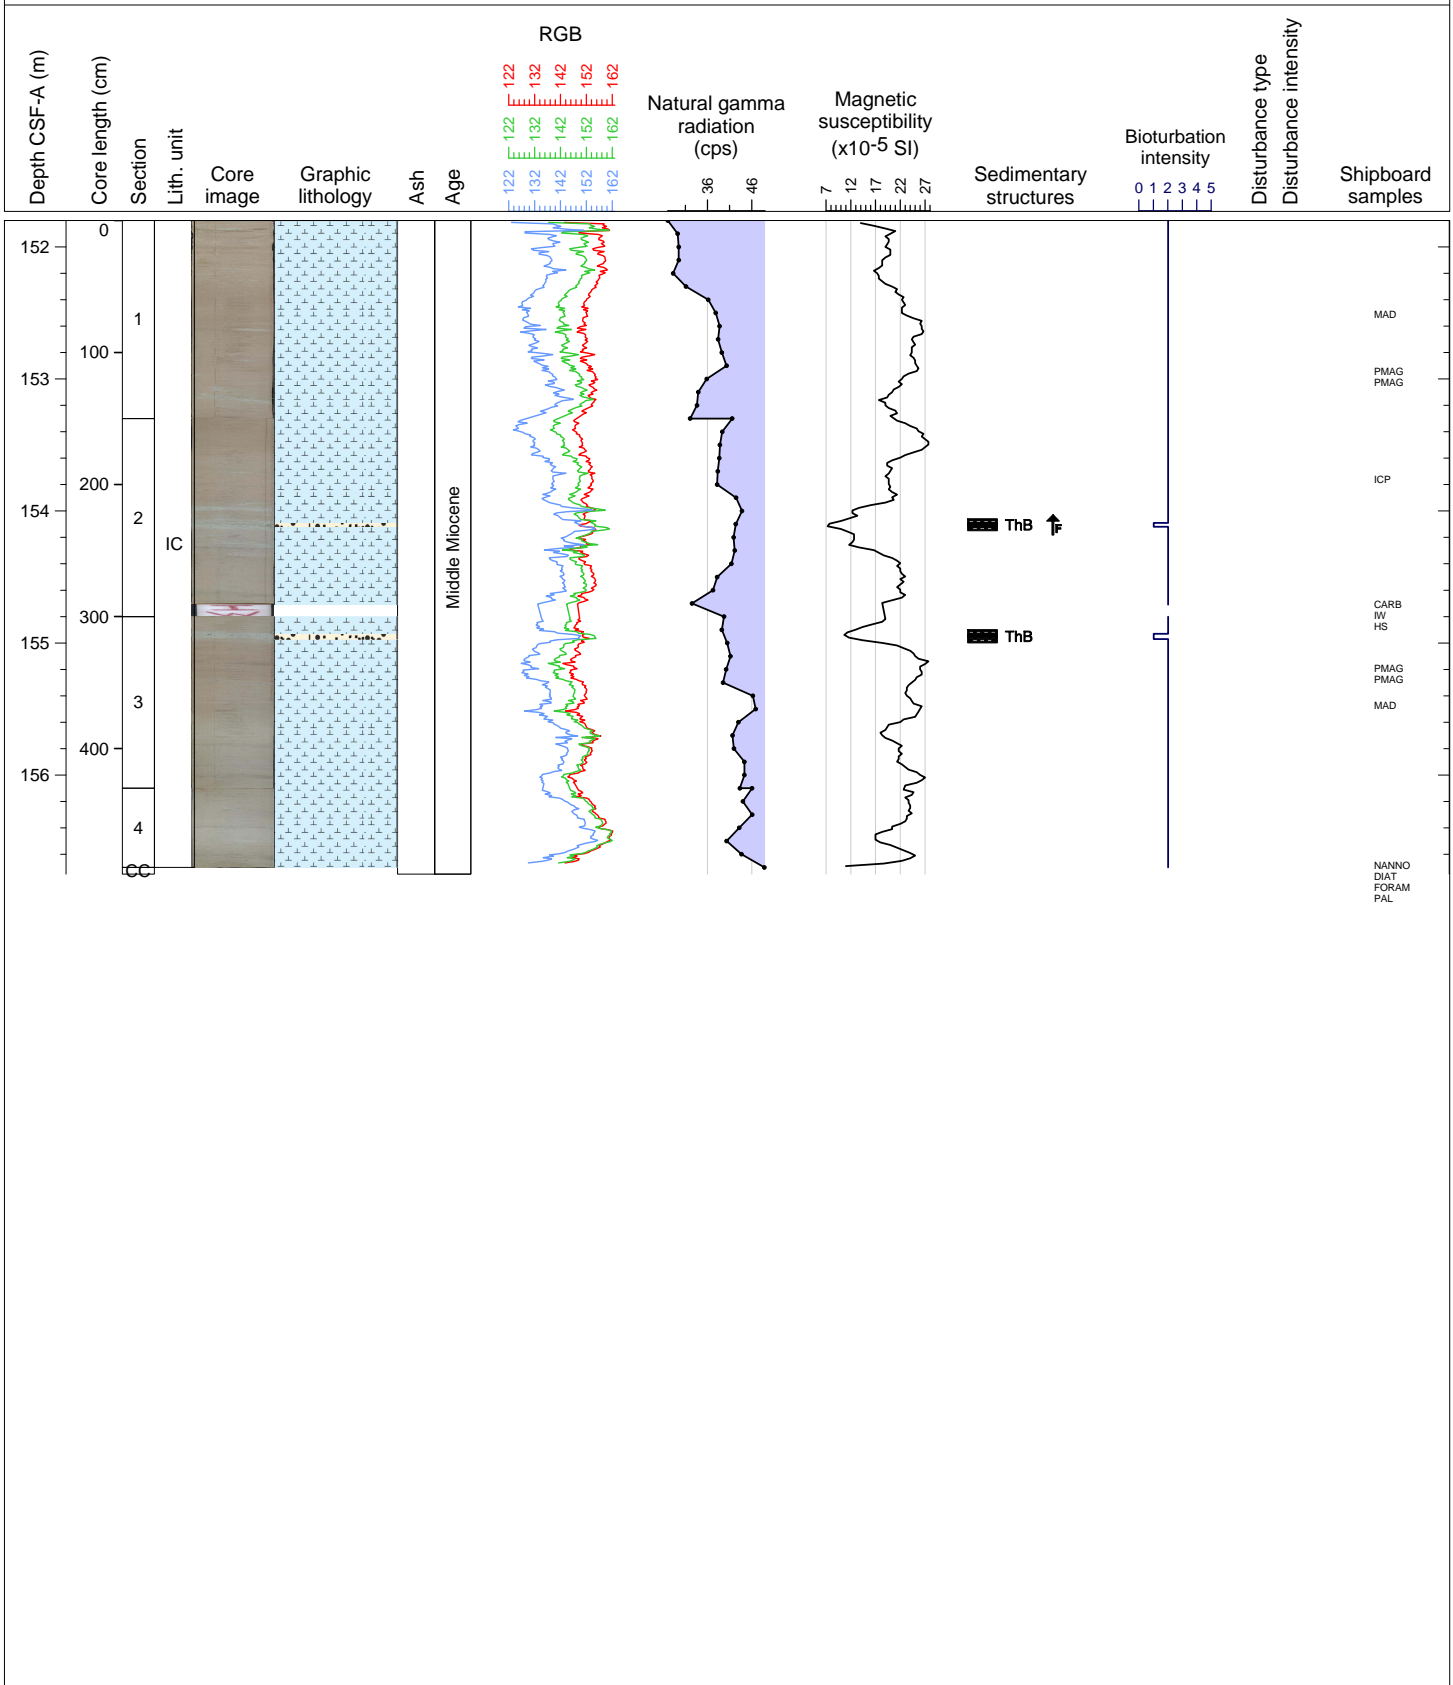 RGB
Depth CSF-A (m)
Core length (cm)
Section
Lith. unit
Core
image
Graphic
lithology
Ash
Age
122 132 142 152 162
122 132 142 152 162
122 132 142 152 162
Natural gamma
radiation
(cps)
36 46
Magnetic
susceptibility
(x10-5 SI)
7 12 17 22 27
Sedimentary
structures
Bioturbation
intensity
0 1 2 3 4 5
Disturbance type
Disturbance intensity
Shipboard
samples
0
152
1
MAD
100
153
PMAG
PMAG
200
ICP
154
2
ThB
F
IC
Middle Miocene
300
CARB
IW
HS
155
ThB
PMAG
PMAG
3
MAD
400
156
4
CC
NANNO
DIAT
FORAM
PAL